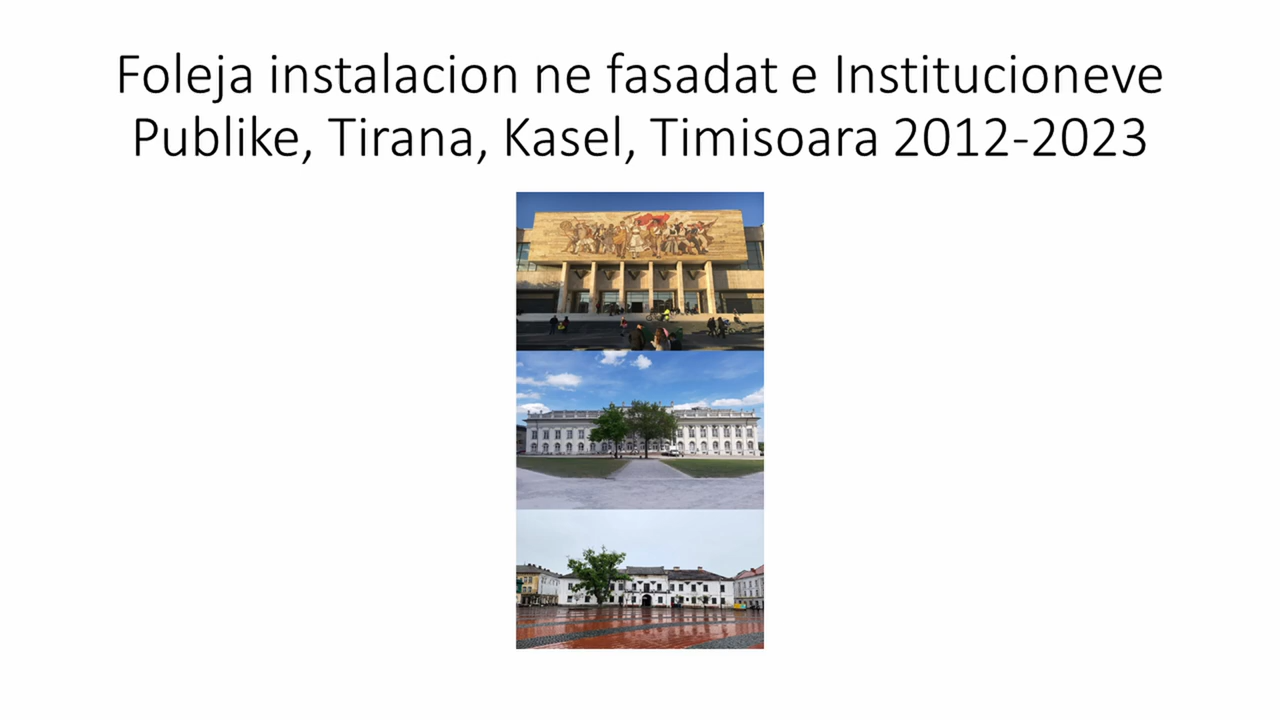 Foleja instalacion ne fasadat e Institucioneve
Publike, Tirana, Kasel, Timisoara 2012-2023